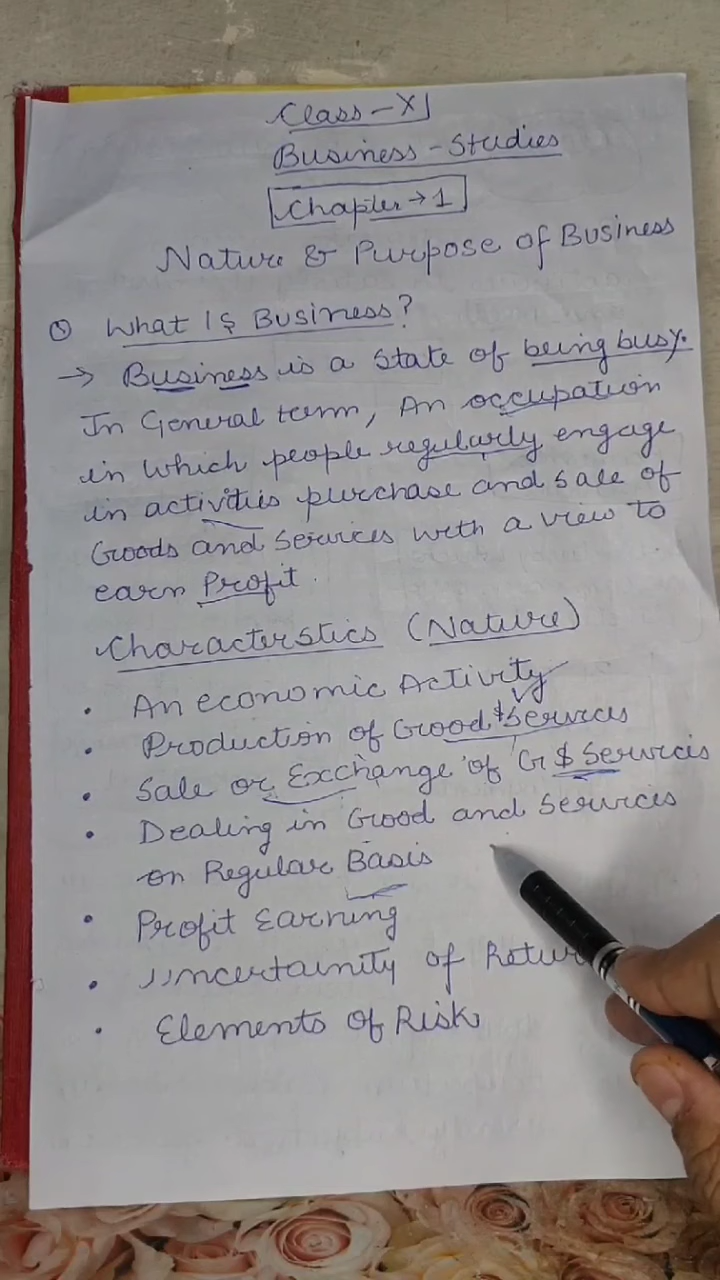 Class-XI
Business-Studies
Chapter → 1
Nature & Purpose of Business
① What Is Business?
→ Business is a State of being busy.
In General term, An occupation
in which people regularly engage
in activities purchase and sale of
Goods and Services with a view to
earn Profit.
Characterstics (Nature)
• An economic Activity
• Production of Good & Services
• Sale or Exchange of G & Services
• Dealing in Good and Services
on Regular Basis
• Profit Earning
• Uncertainity of
• Elements of Risk